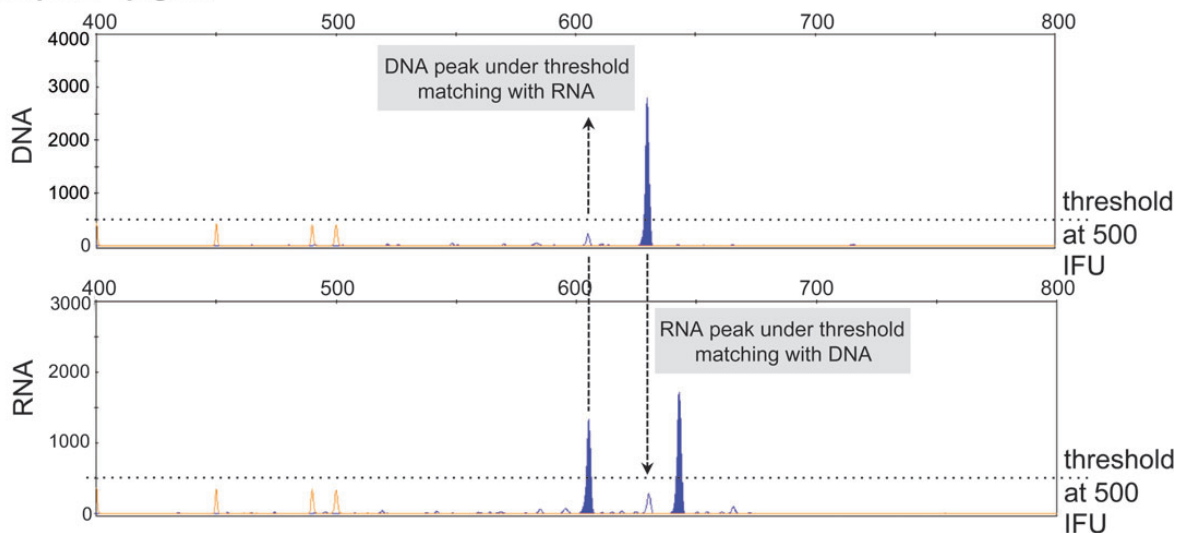 400 500 600 700 800
4000
3000
2000
1000
0
DNA
DNA peak under threshold
matching with RNA
threshold
at 500
IFU
400 500 600 700 800
3000
2000
1000
0
RNA
RNA peak under threshold
matching with DNA
threshold
at 500
IFU